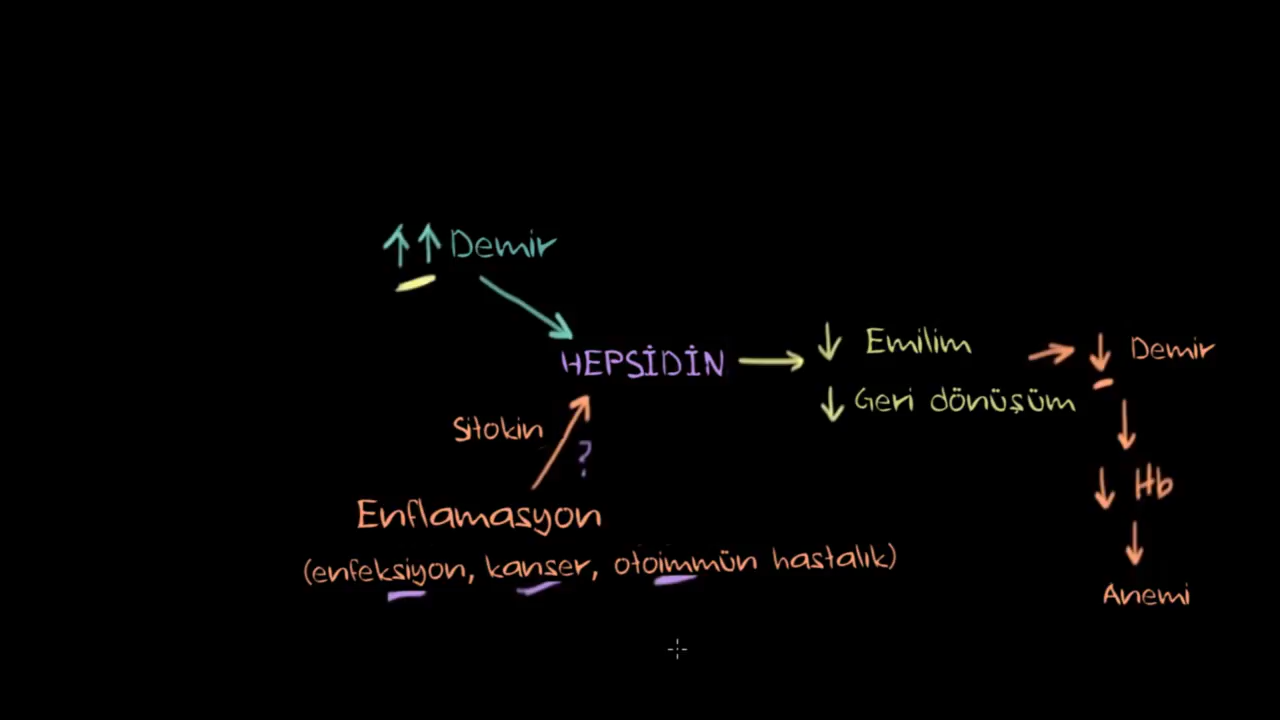 ↑↑ Demir
HEPSİDİN
↓ Emilim
↓ Geri dönüşüm
↓ Demir
↓ Hb
Anemi
Sitokin
?
Enflamasyon
(enfeksiyon, kanser, otoimmün hastalık)